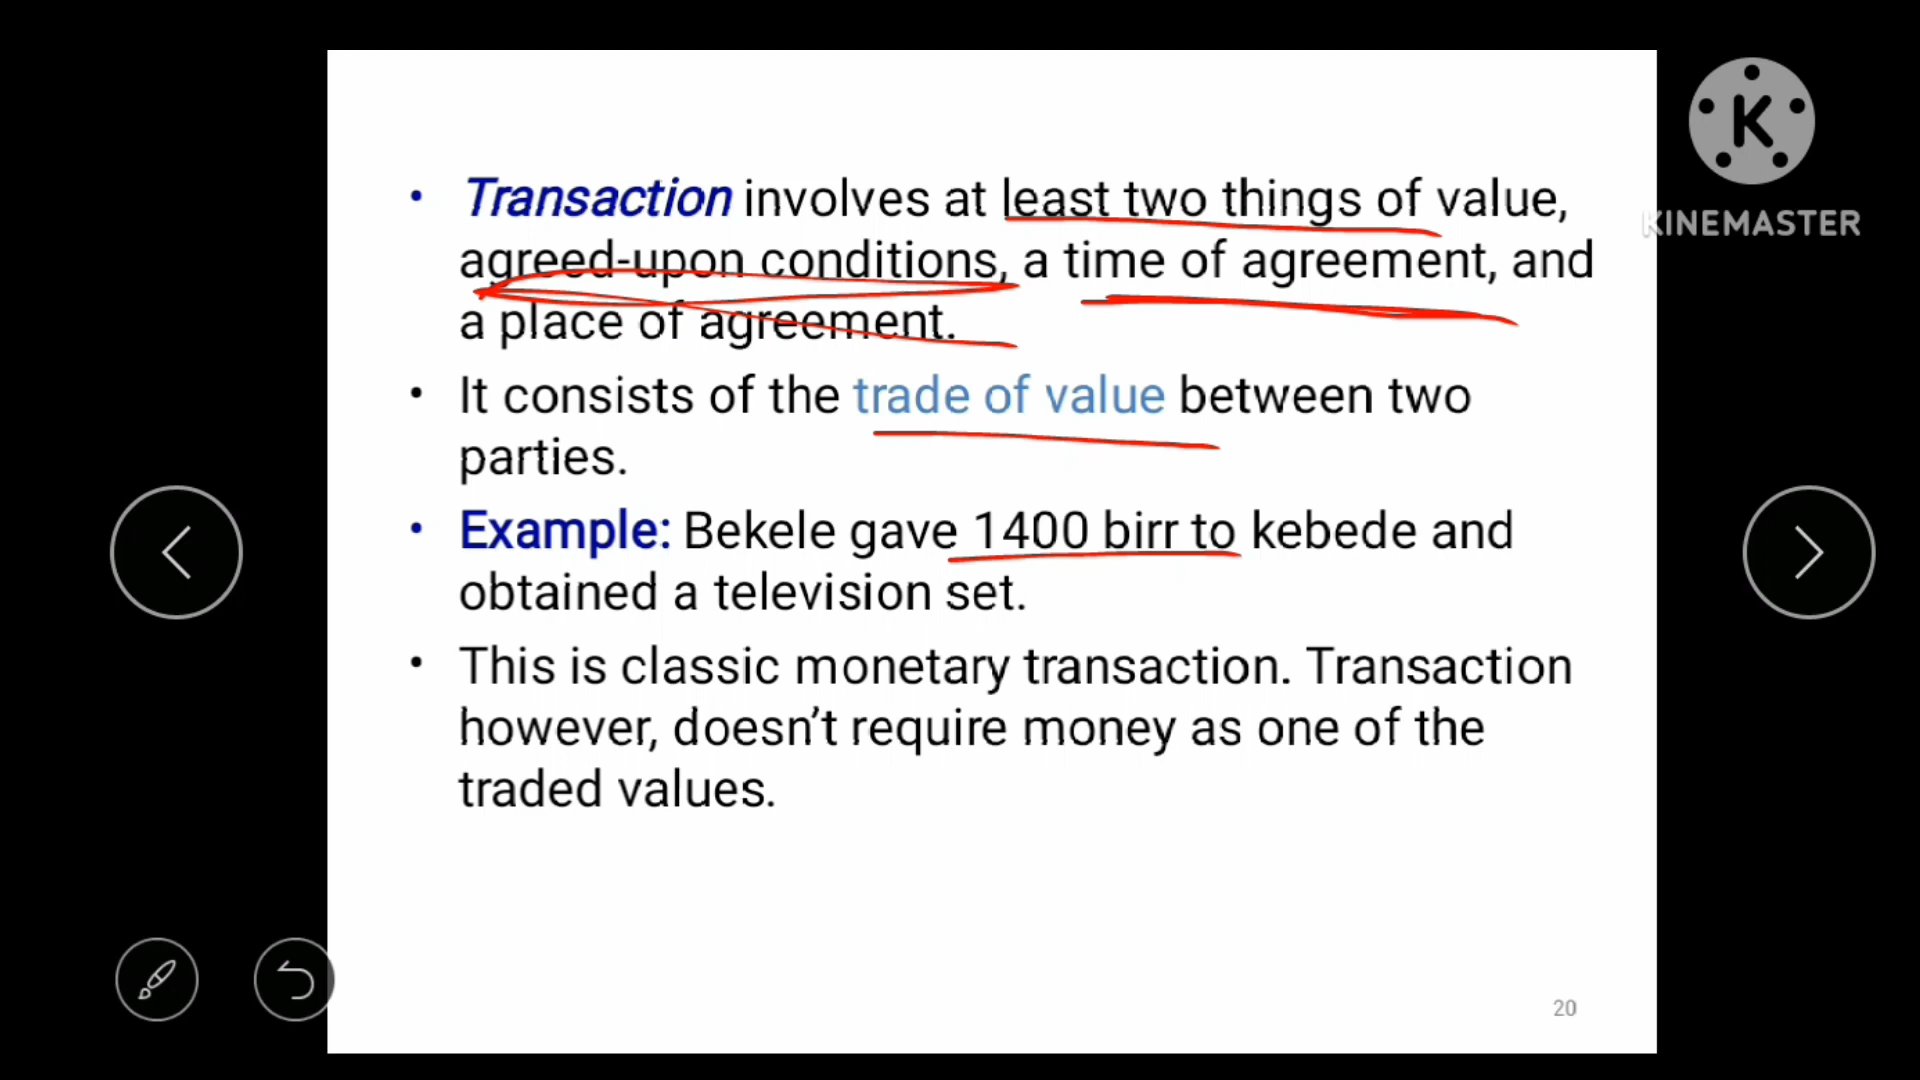 • Transaction involves at least two things of value,
agreed-upon conditions, a time of agreement, and
a place of agreement.
• It consists of the trade of value between two
parties.
• Example: Bekele gave 1400 birr to kebede and
obtained a television set.
• This is classic monetary transaction. Transaction
however, doesn’t require money as one of the
traded values.
20
K
KINEMASTER